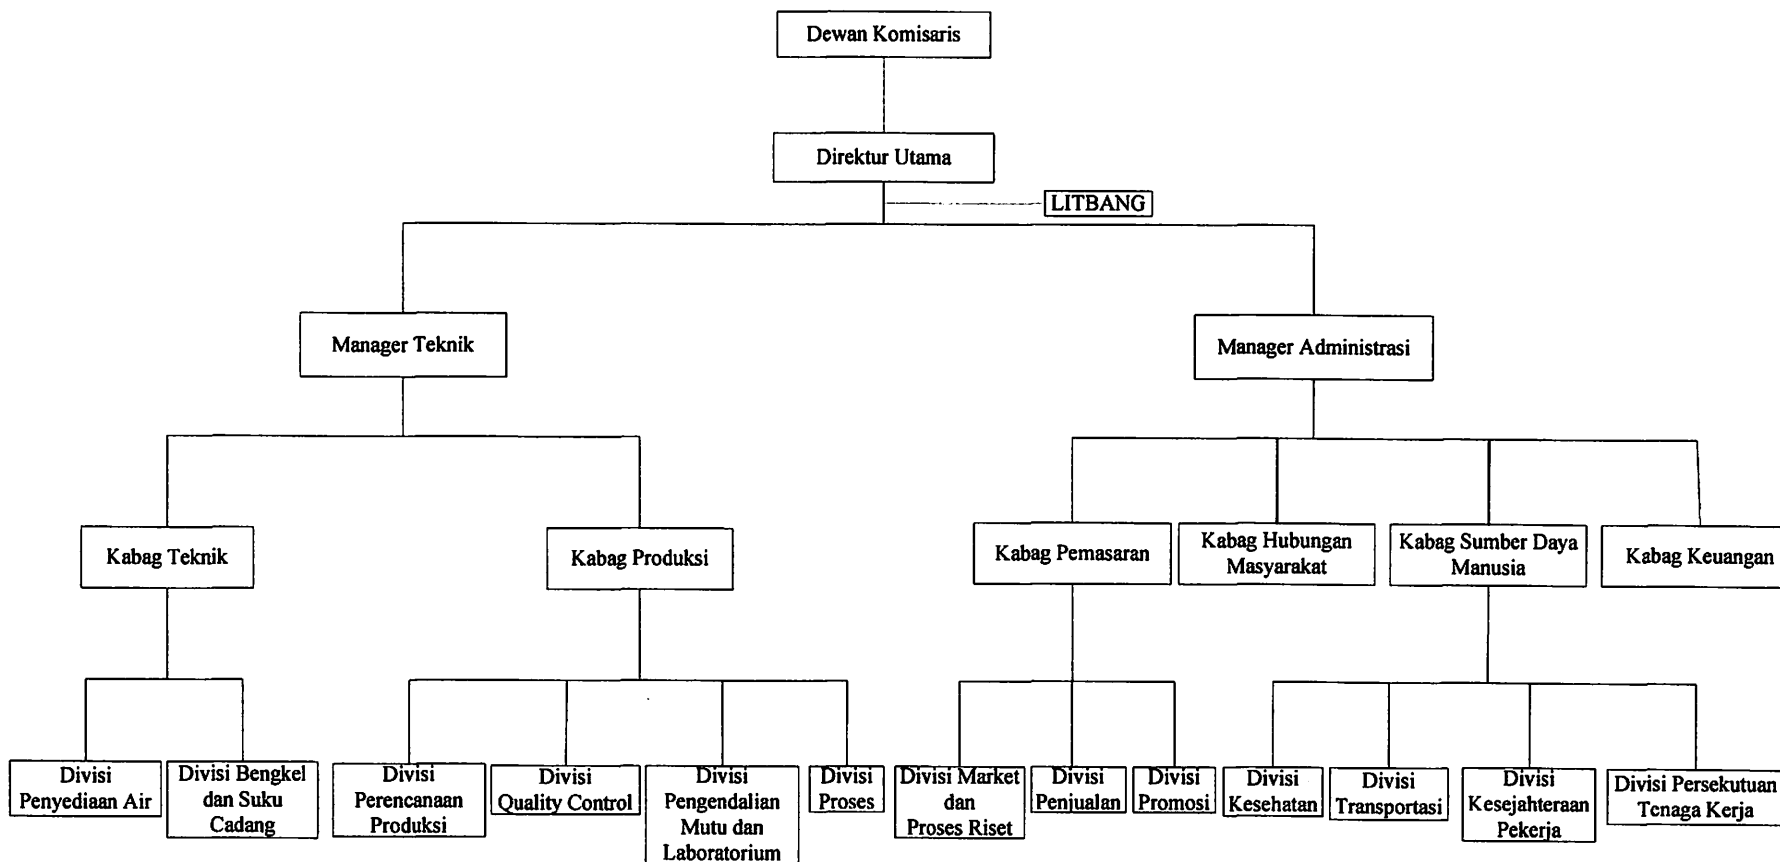 Dewan Komisaris
Direktur Utama
LITBANG
Manager Teknik
Manager Administrasi
Kabag Teknik
Kabag Produksi
Kabag Pemasaran
Kabag Hubungan
Masyarakat
Kabag Sumber Daya
Manusia
Kabag Keuangan
Divisi
Penyediaan Air
Divisi Bengkel
dan Suku
Cadang
Divisi
Perencanaan
Produksi
Divisi
Quality Control
Divisi
Pengendalian
Mutu dan
Laboratorium
Divisi
Proses
Divisi Market
dan
Proses Riset
Divisi
Penjualan
Divisi
Promosi
Divisi
Kesehatan
Divisi
Transportasi
Divisi
Kesejahteraan
Pekerja
Divisi Persekutuan
Tenaga Kerja